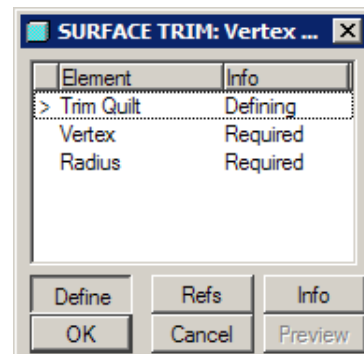 SURFACE TRIM: Vertex ...
Element Info
> Trim Quilt Defining
Vertex Required
Radius Required
Define Refs Info
OK Cancel Preview